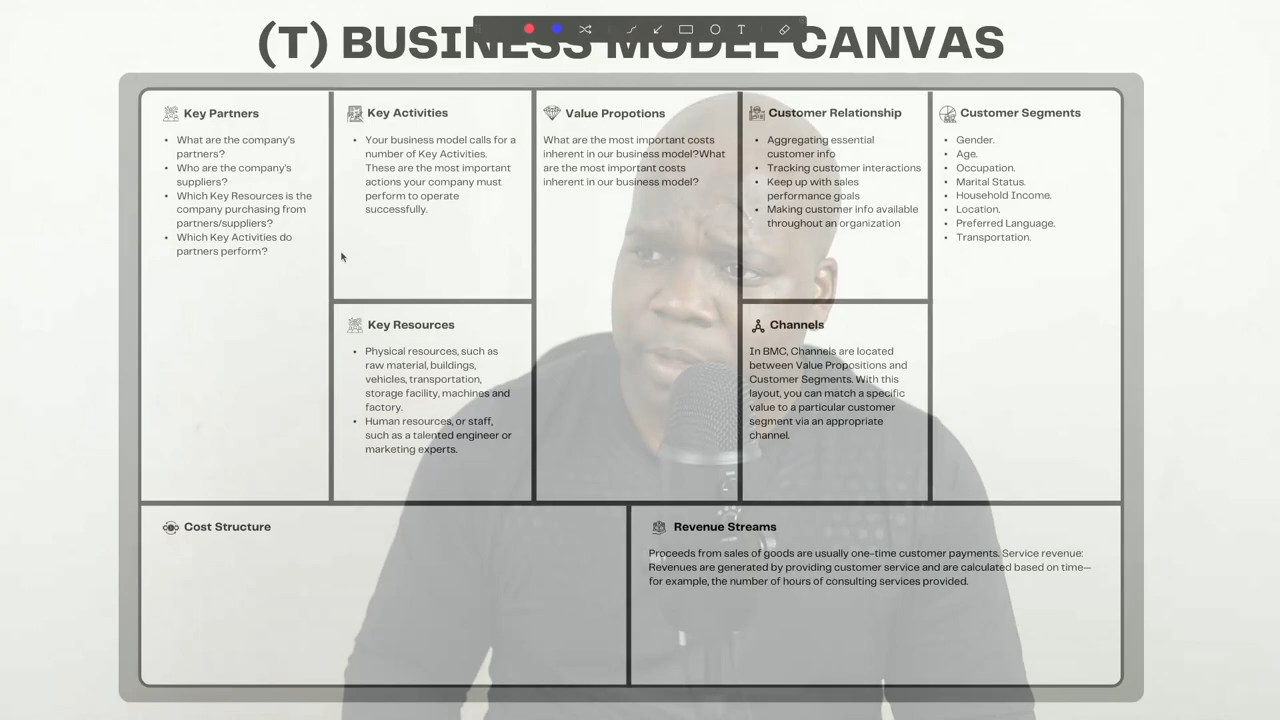 (T) BUSINESS MODEL CANVAS
Key Partners
What are the company's
partners?
Who are the company's
suppliers?
Which Key Resources is the
company purchasing from
partners/suppliers?
Which Key Activities do
partners perform?
Key Activities
Your business model calls for a
number of Key Activities.
These are the most important
actions your company must
perform to operate
successfully.
Key Resources
Physical resources, such as
raw material, buildings,
vehicles, transportation,
storage facility, machines and
factory.
Human resources, or staff,
such as a talented engineer or
marketing experts.
Value Propotions
What are the most important costs
inherent in our business model?What
are the most important costs
inherent in our business model?
Customer Relationship
Aggregating essential
customer info
Tracking customer interactions
Keep up with sales
performance goals
Making customer info available
throughout an organization
Channels
In BMC, Channels are located
between Value Propositions and
Customer Segments. With this
layout, you can match a specific
value to a particular customer
segment via an appropriate
channel.
Customer Segments
Gender.
Age.
Occupation.
Marital Status.
Household Income.
Location.
Preferred Language.
Transportation.
Cost Structure
Revenue Streams
Proceeds from sales of goods are usually one-time customer payments. Service revenue:
Revenues are generated by providing customer service and are calculated based on time—
for example, the number of hours of consulting services provided.